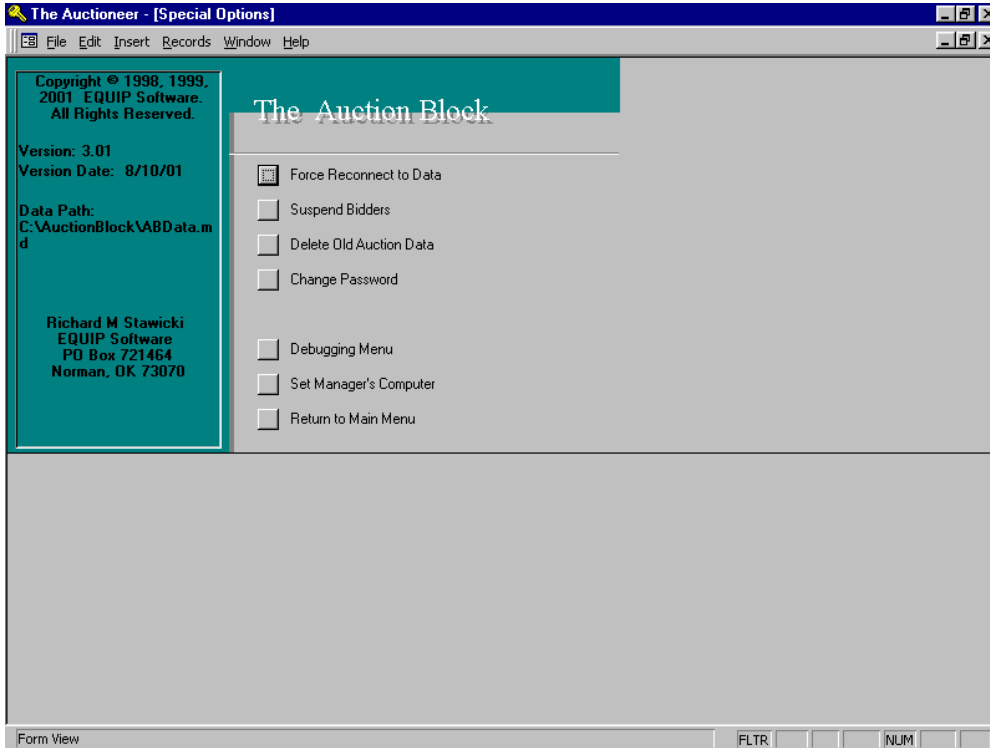 The Auctioneer - [Special Options]
File Edit Insert Records Window Help
Copyright © 1998, 1999,
2001 EQUIP Software.
All Rights Reserved.
Version: 3.01
Version Date: 8/10/01
Data Path:
C:\AuctionBlock\ABData.m
d
Richard M Stawicki
EQUIP Software
PO Box 721464
Norman, OK 73070
The Auction Block
Force Reconnect to Data
Suspend Bidders
Delete Old Auction Data
Change Password
Debugging Menu
Set Manager's Computer
Return to Main Menu
Form View
FLTR
NUM